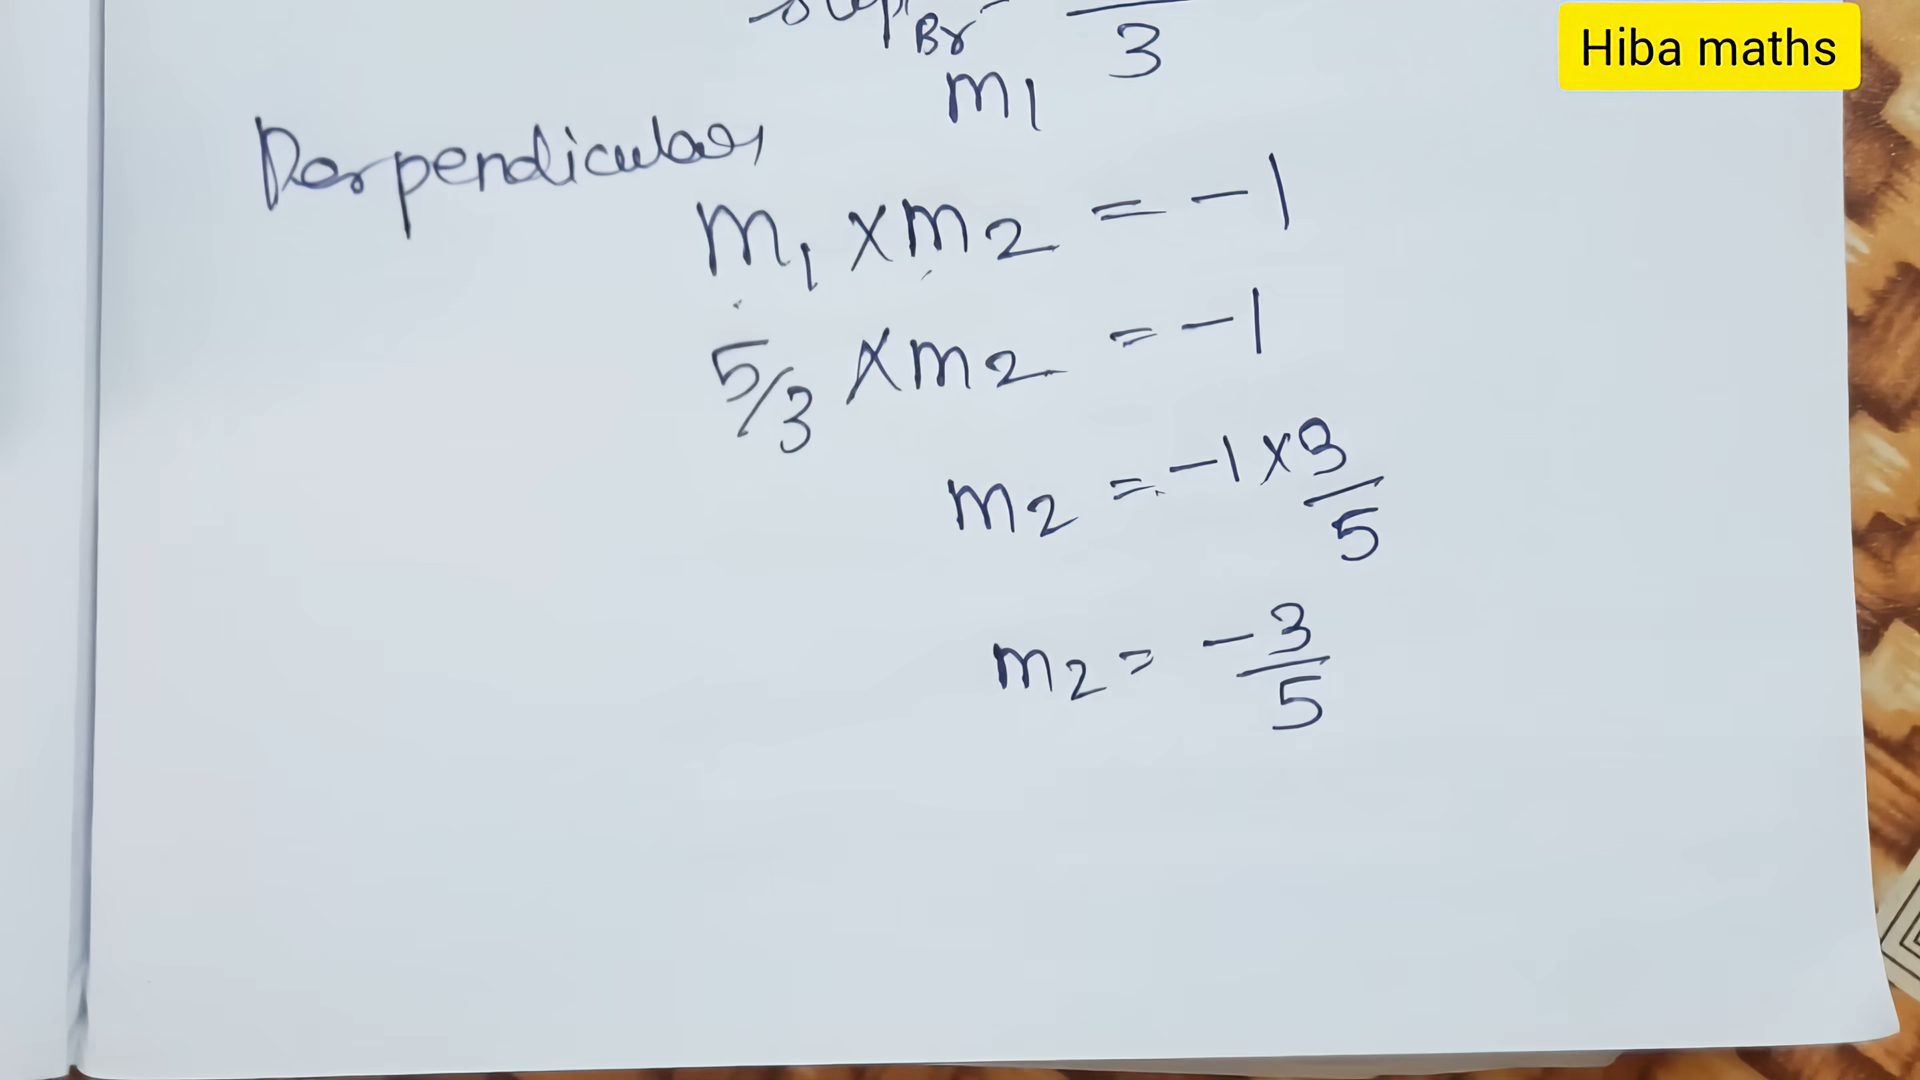 Hiba maths
BY
3
m1
Perpendicular
m1 × m2 = -1
5/3 × m2 = -1
m2 = -1 × 3/5
m2 = -3/5